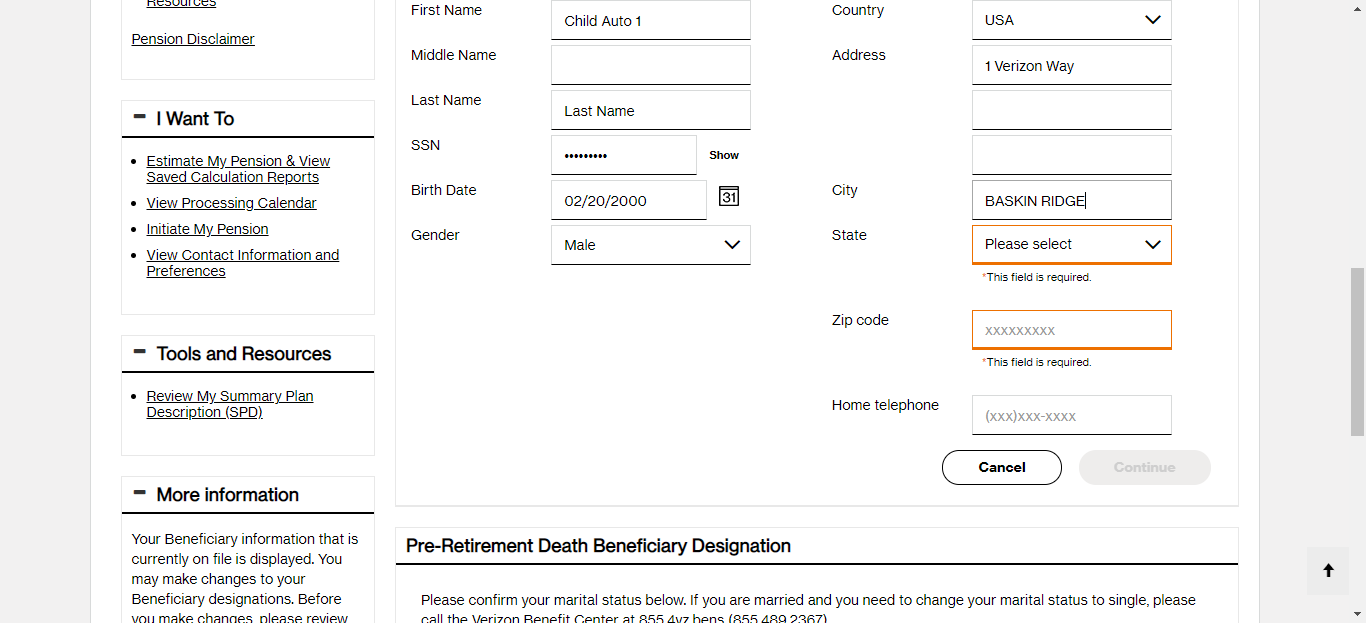 Resources
Pension Disclaimer
I Want To
Estimate My Pension & View
Saved Calculation Reports
View Processing Calendar
Initiate My Pension
View Contact Information and
Preferences
Tools and Resources
Review My Summary Plan
Description (SPD)
More information
Your Beneficiary information that is
currently on file is displayed. You
may make changes to your
Beneficiary designations. Before
you make changes, please review
First Name
Child Auto 1
Middle Name
Last Name
Last Name
SSN
•••••••••
Show
Birth Date
02/20/2000
31
Gender
Male
Country
USA
Address
1 Verizon Way
City
BASKIN RIDGE
State
Please select
*This field is required.
Zip code
xxxxxxxxx
*This field is required.
Home telephone
(xxx)xxx-xxxx
Cancel
Continue
Pre-Retirement Death Beneficiary Designation
Please confirm your marital status below. If you are married and you need to change your marital status to single, please
call the Verizon Benefit Center at 855.4vz.bens (855.489.2367)